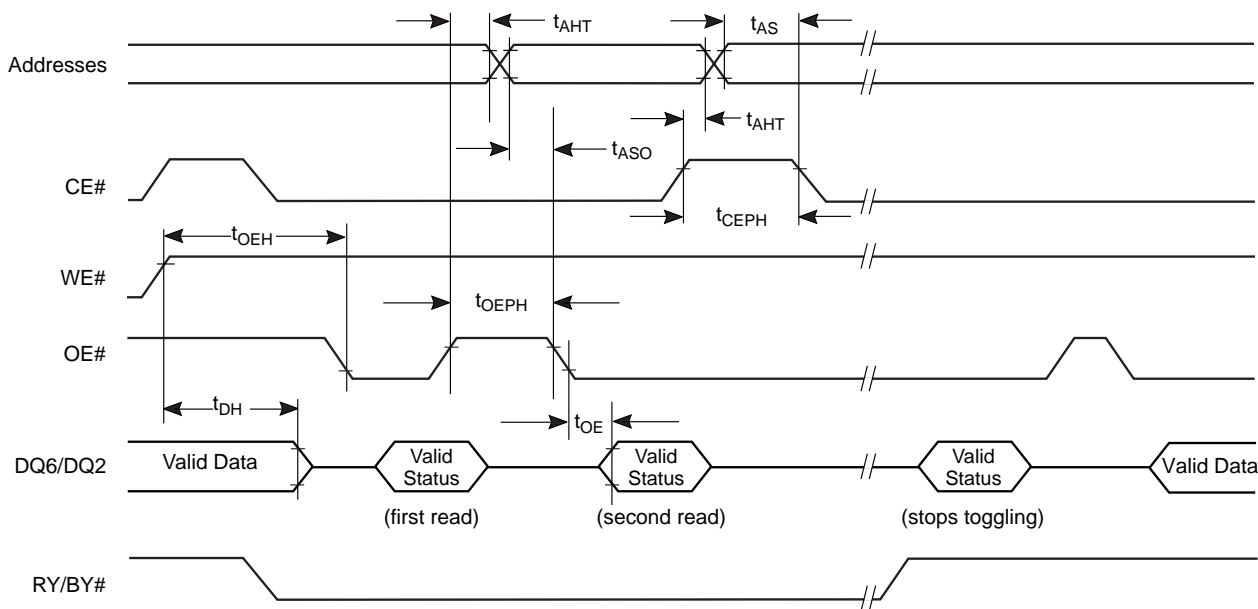 tAHT
tAS
Addresses
tAHT
tASO
CE#
tCEPH
tOEH
WE#
tOEPH
OE#
tDH
tOE
DQ6/DQ2
Valid Data
Valid
Status
Valid
Status
Valid
Status
Valid Data
(first read)
(second read)
(stops toggling)
RY/BY#